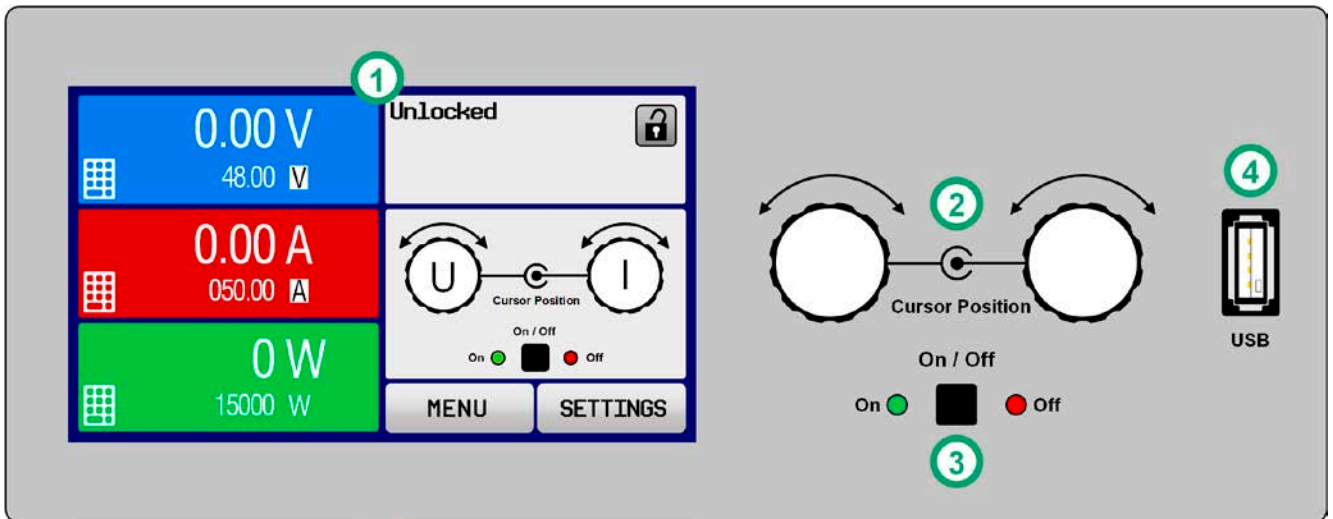 1
0.00 V
48.00 V
0.00 A
050.00 A
0 W
15000 W
Unlocked
U
I
Cursor Position
On / Off
On
Off
MENU
SETTINGS
2
Cursor Position
On / Off
On
Off
3
4
USB